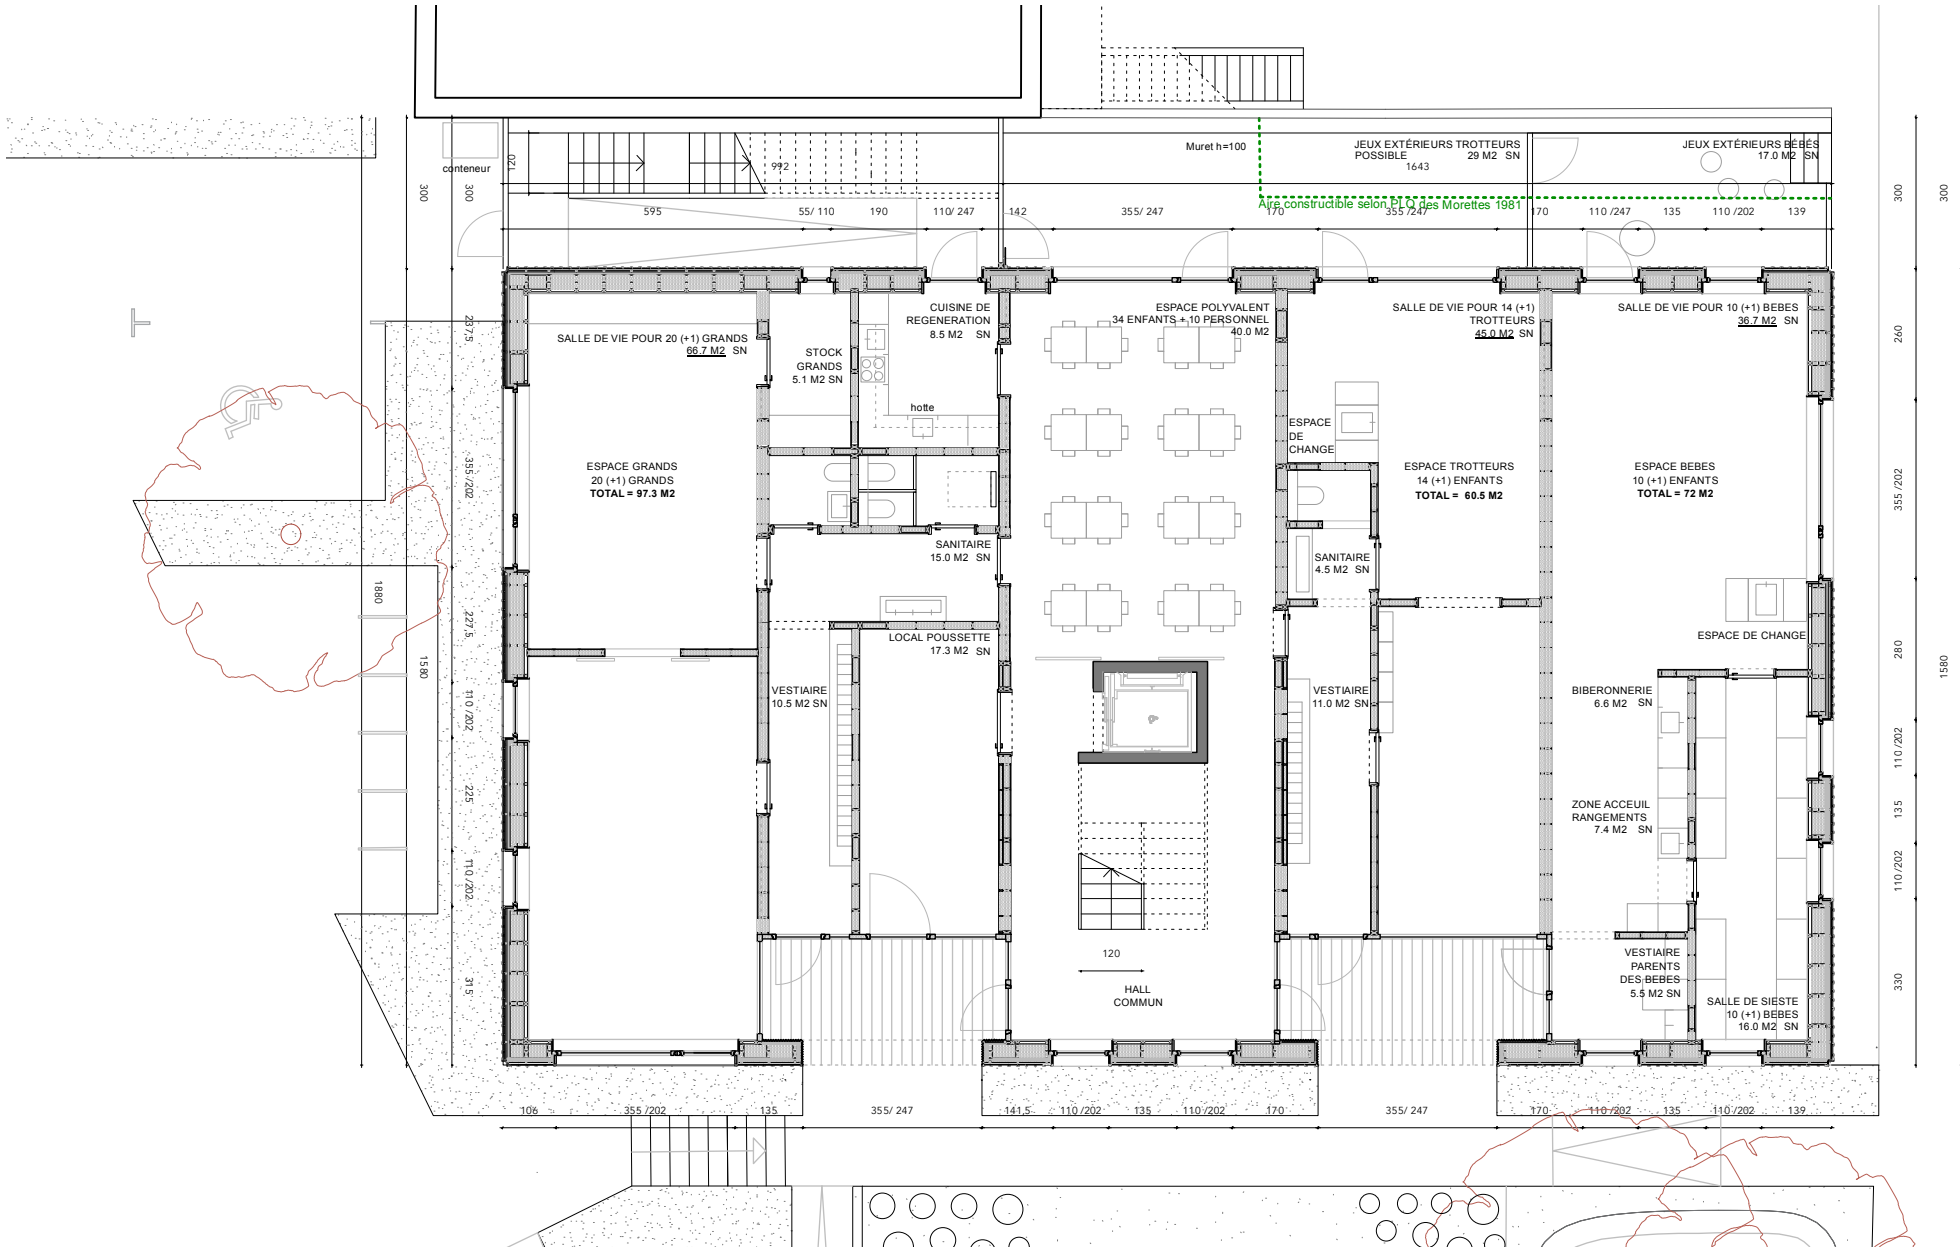 Muret h=100
JEUX EXTÉRIEURS TROTTEURS
POSSIBLE 29 M2 SN
1643
JEUX EXTÉRIEURS BÉBÉS
17.0 M2 SN
conteneur
120
992
300
300
300
300
Aire constructible selon PLQ des Morettes 1981
595
55/ 110
190
110/ 247
142
355/ 247
170
355 /247
170
110 /247
135
110 /202
139
SALLE DE VIE POUR 20 (+1) GRANDS
66.7 M2 SN
STOCK
GRANDS
5.1 M2 SN
CUISINE DE
REGENERATION
8.5 M2 SN
hotte
ESPACE POLYVALENT
34 ENFANTS + 10 PERSONNEL
40.0 M2
SALLE DE VIE POUR 14 (+1)
TROTTEURS
45.0 M2 SN
SALLE DE VIE POUR 10 (+1) BEBES
36.7 M2 SN
ESPACE
DE
CHANGE
ESPACE GRANDS
20 (+1) GRANDS
TOTAL = 97.3 M2
ESPACE TROTTEURS
14 (+1) ENFANTS
TOTAL = 60.5 M2
ESPACE BEBES
10 (+1) ENFANTS
TOTAL = 72 M2
SANITAIRE
15.0 M2 SN
SANITAIRE
4.5 M2 SN
LOCAL POUSSETTE
17.3 M2 SN
ESPACE DE CHANGE
VESTIAIRE
10.5 M2 SN
VESTIAIRE
11.0 M2 SN
BIBERONNERIE
6.6 M2 SN
ZONE ACCEUIL
RANGEMENTS
7.4 M2 SN
VESTIAIRE
PARENTS
DES BEBES
5.5 M2 SN
SALLE DE SIESTE
10 (+1) BEBES
16.0 M2 SN
120
HALL
COMMUN
237,5
355 /202
227,5
110 /202
225
110 /202
315
1880
1580
260
355 /202
280
110 /202
135
110 /202
330
1580
106
355 /202
135
355/ 247
141,5
110 /202
135
110 /202
170
355/ 247
170
110 /202
135
110 /202
139